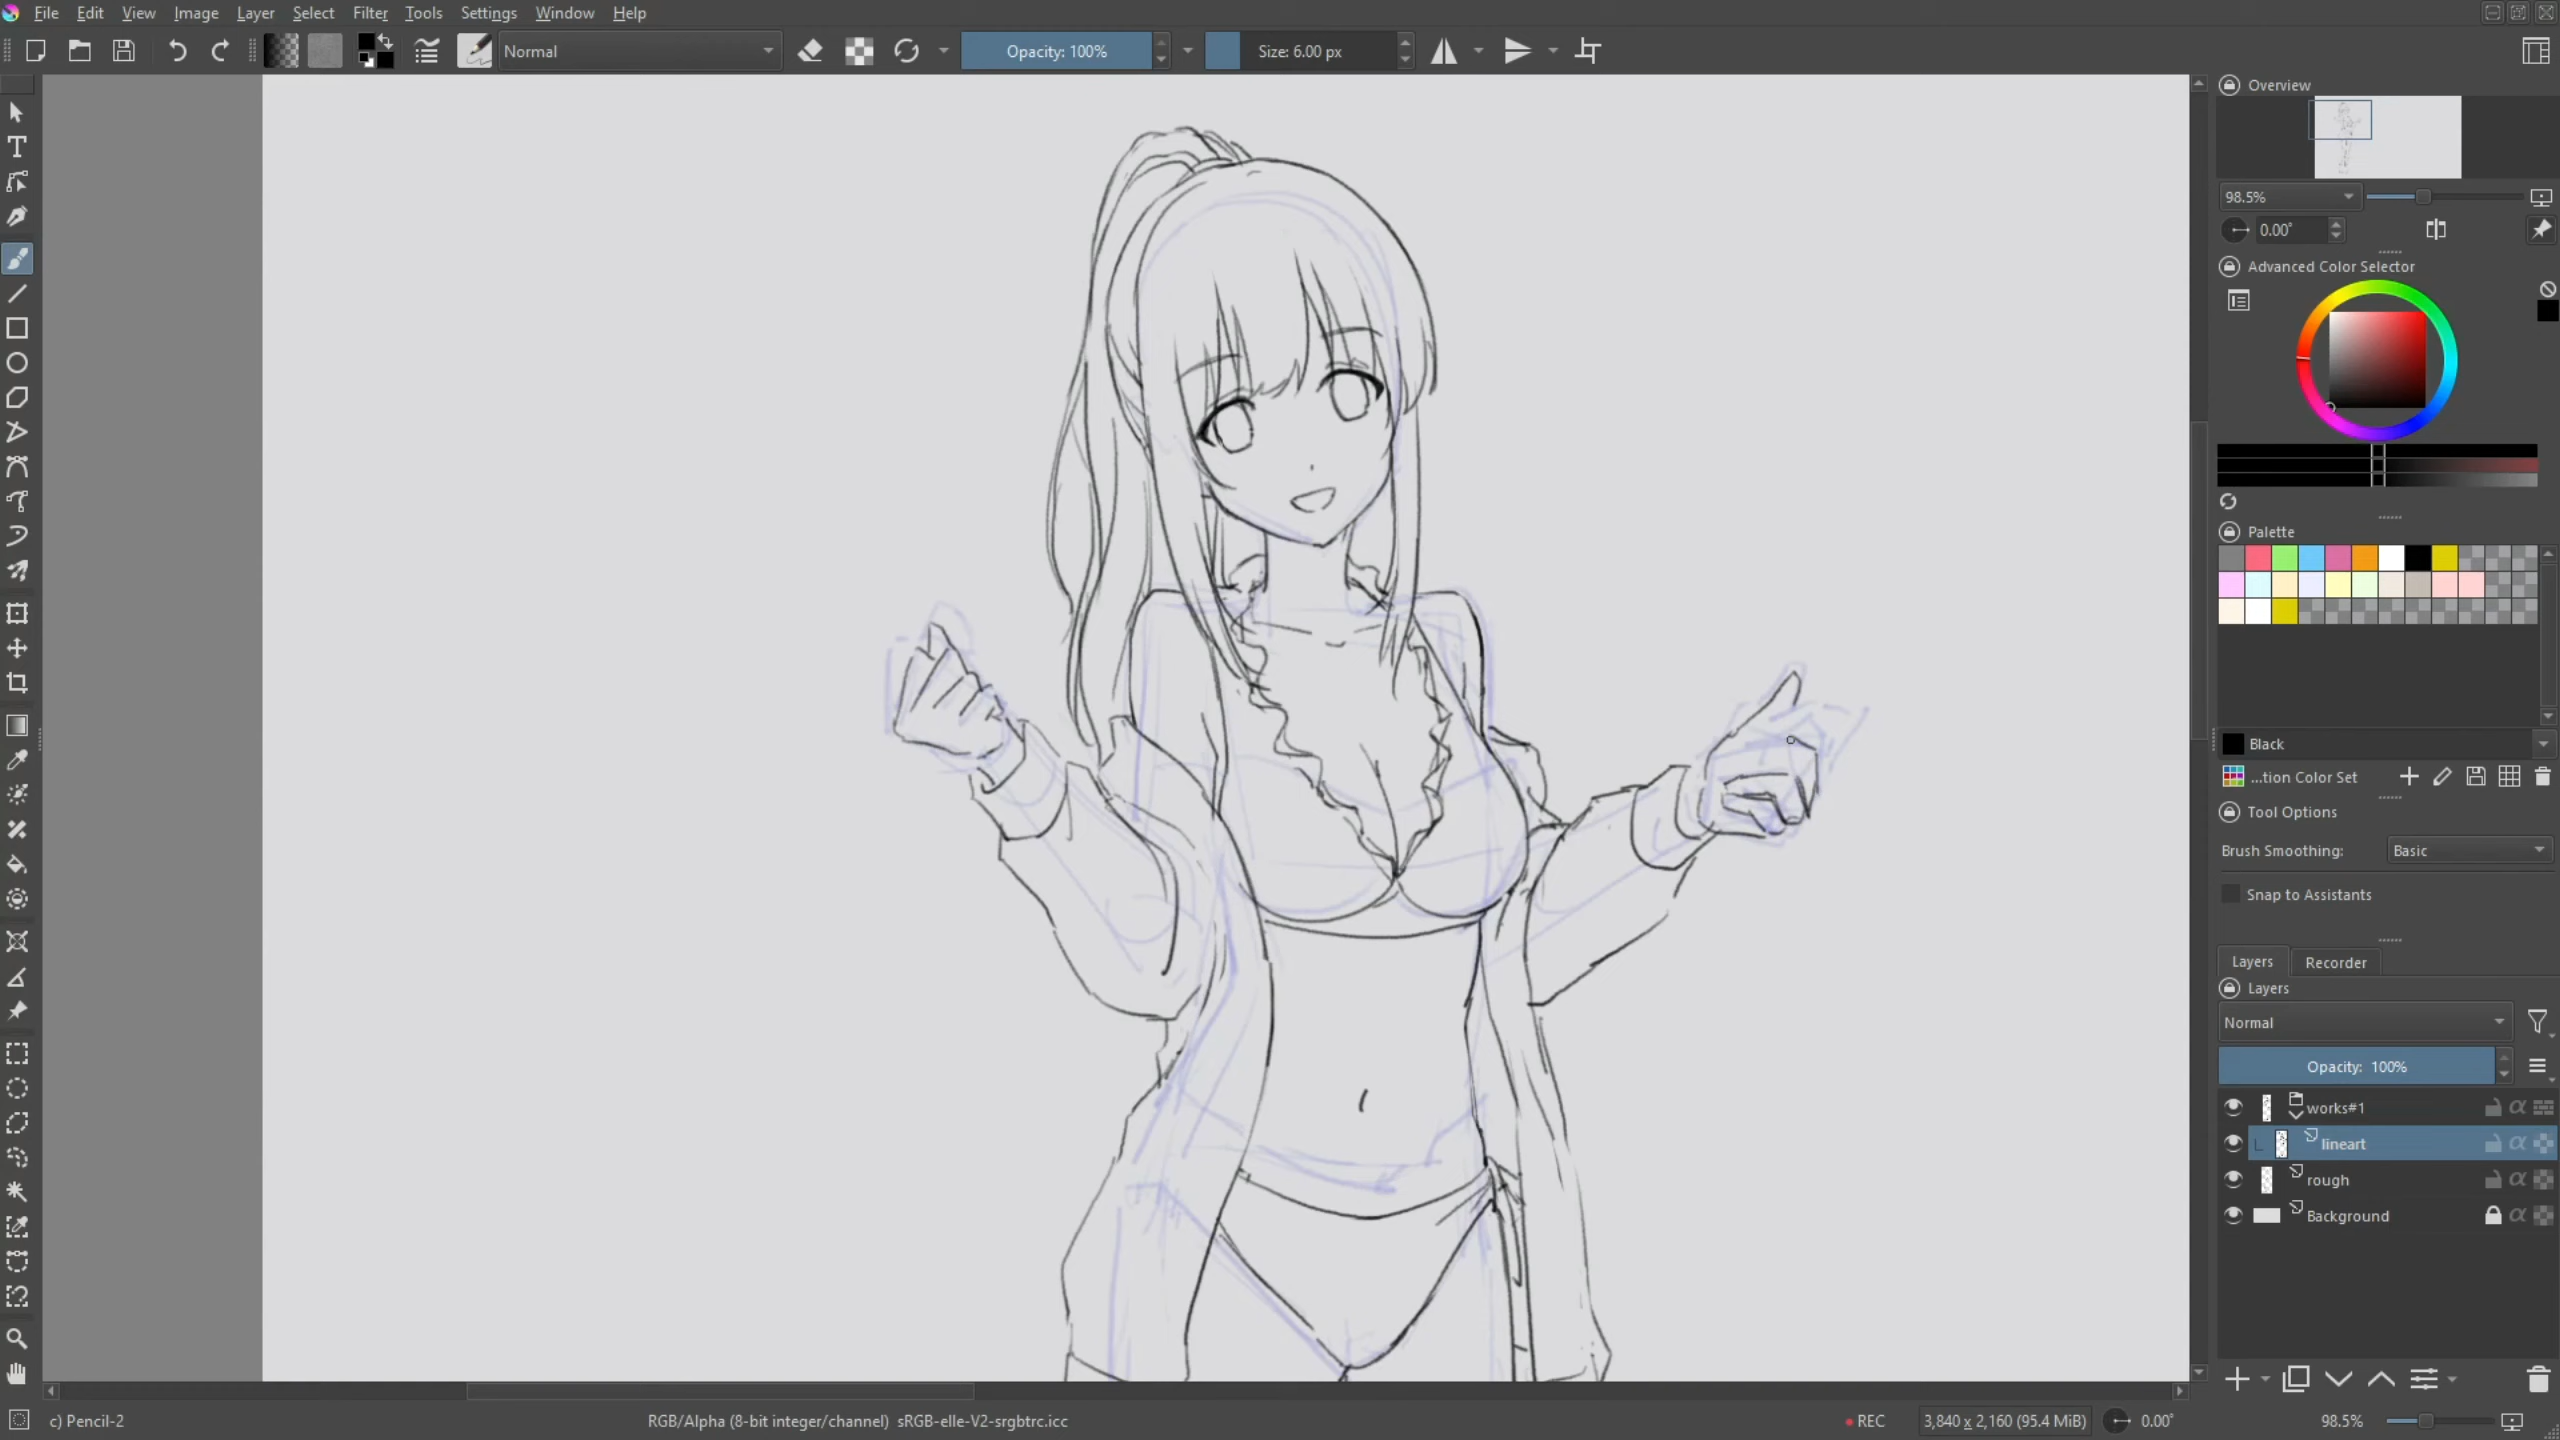 File Edit View Image Layer Select Filter Tools Settings Window Help
Normal Opacity: 100% Size: 6.00 px
Overview
98.5%
0.00°
Advanced Color Selector
Palette
Black
...tion Color Set
Tool Options
Brush Smoothing: Basic
Snap to Assistants
Layers Recorder
Layers
Normal
Opacity: 100%
works#1
lineart
rough
Background
c) Pencil-2 RGB/Alpha (8-bit integer/channel) sRGB-elle-V2-srgbtrc.icc REC 3,840 x 2,160 (95.4 MiB) 0.00° 98.5%